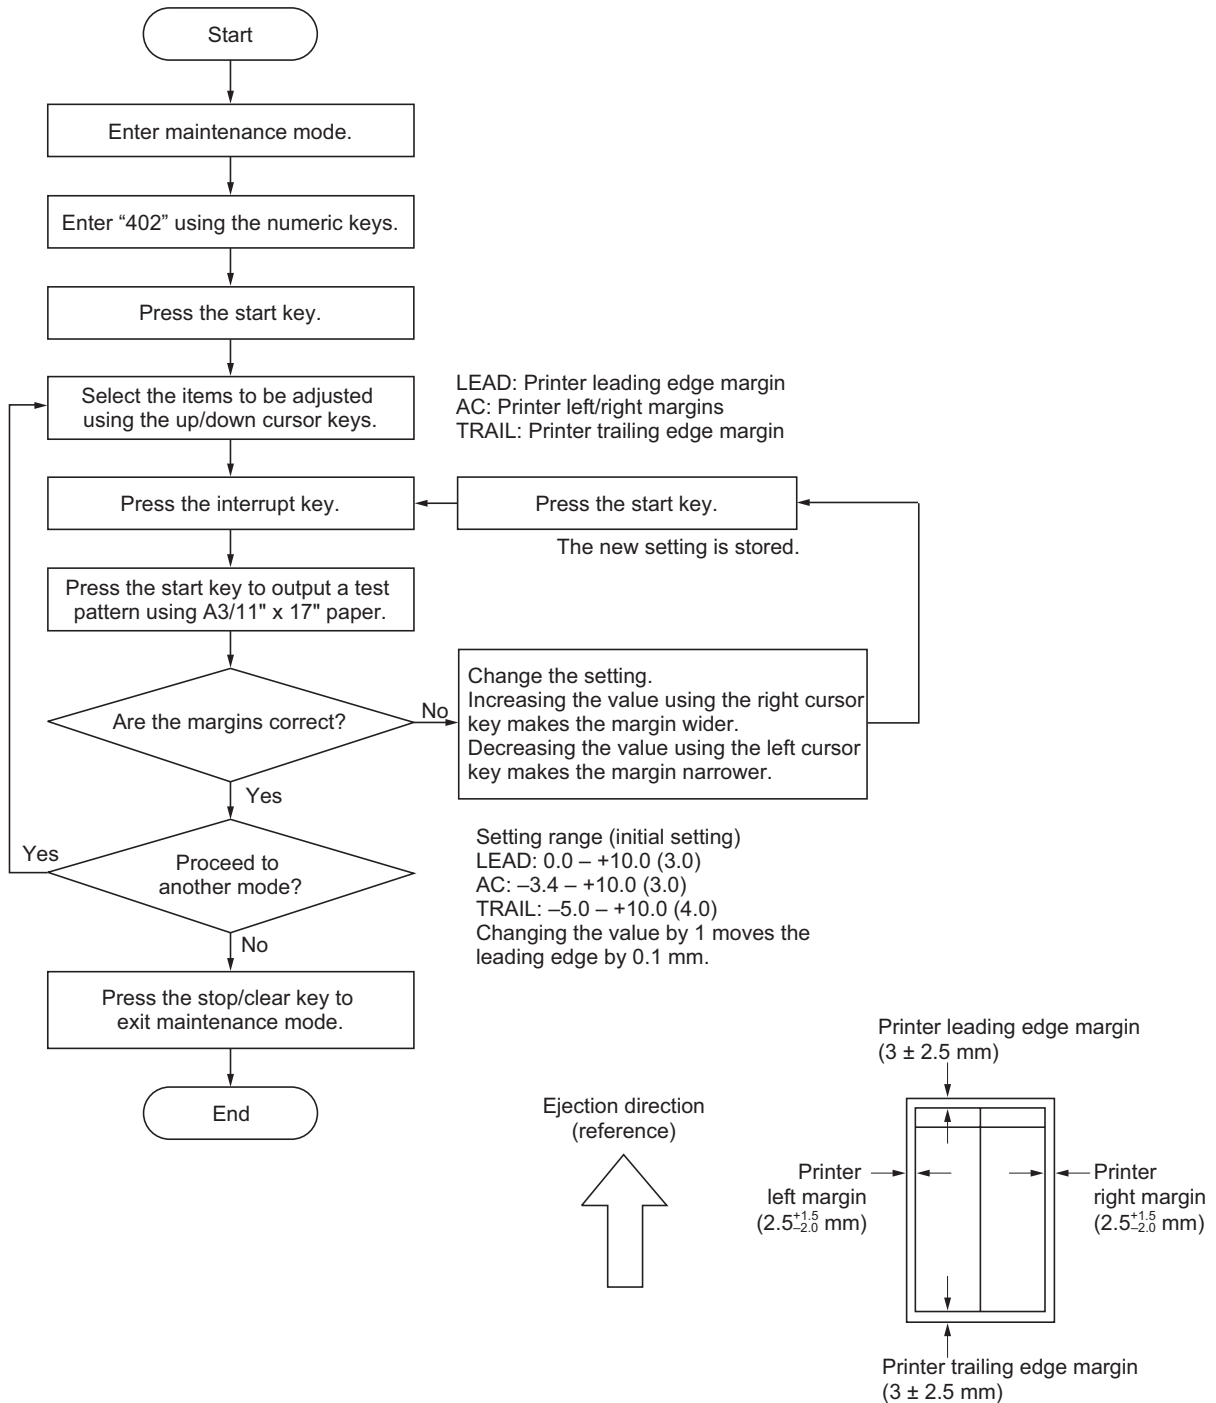 Start
Enter maintenance mode.
Enter “402” using the numeric keys.
Press the start key.
Select the items to be adjusted
using the up/down cursor keys.
LEAD: Printer leading edge margin
AC: Printer left/right margins
TRAIL: Printer trailing edge margin
Press the interrupt key.
Press the start key.
The new setting is stored.
Press the start key to output a test
pattern using A3/11" x 17" paper.
Are the margins correct?
No
Change the setting.
Increasing the value using the right cursor
key makes the margin wider.
Decreasing the value using the left cursor
key makes the margin narrower.
Yes
Setting range (initial setting)
LEAD: 0.0 – +10.0 (3.0)
AC: –3.4 – +10.0 (3.0)
TRAIL: –5.0 – +10.0 (4.0)
Changing the value by 1 moves the
leading edge by 0.1 mm.
Yes
Proceed to
another mode?
No
Press the stop/clear key to
exit maintenance mode.
End
Ejection direction
(reference)
Printer leading edge margin
(3 ± 2.5 mm)
Printer
left margin
(2.5 +1.5 –2.0 mm)
Printer
right margin
(2.5 +1.5 –2.0 mm)
Printer trailing edge margin
(3 ± 2.5 mm)